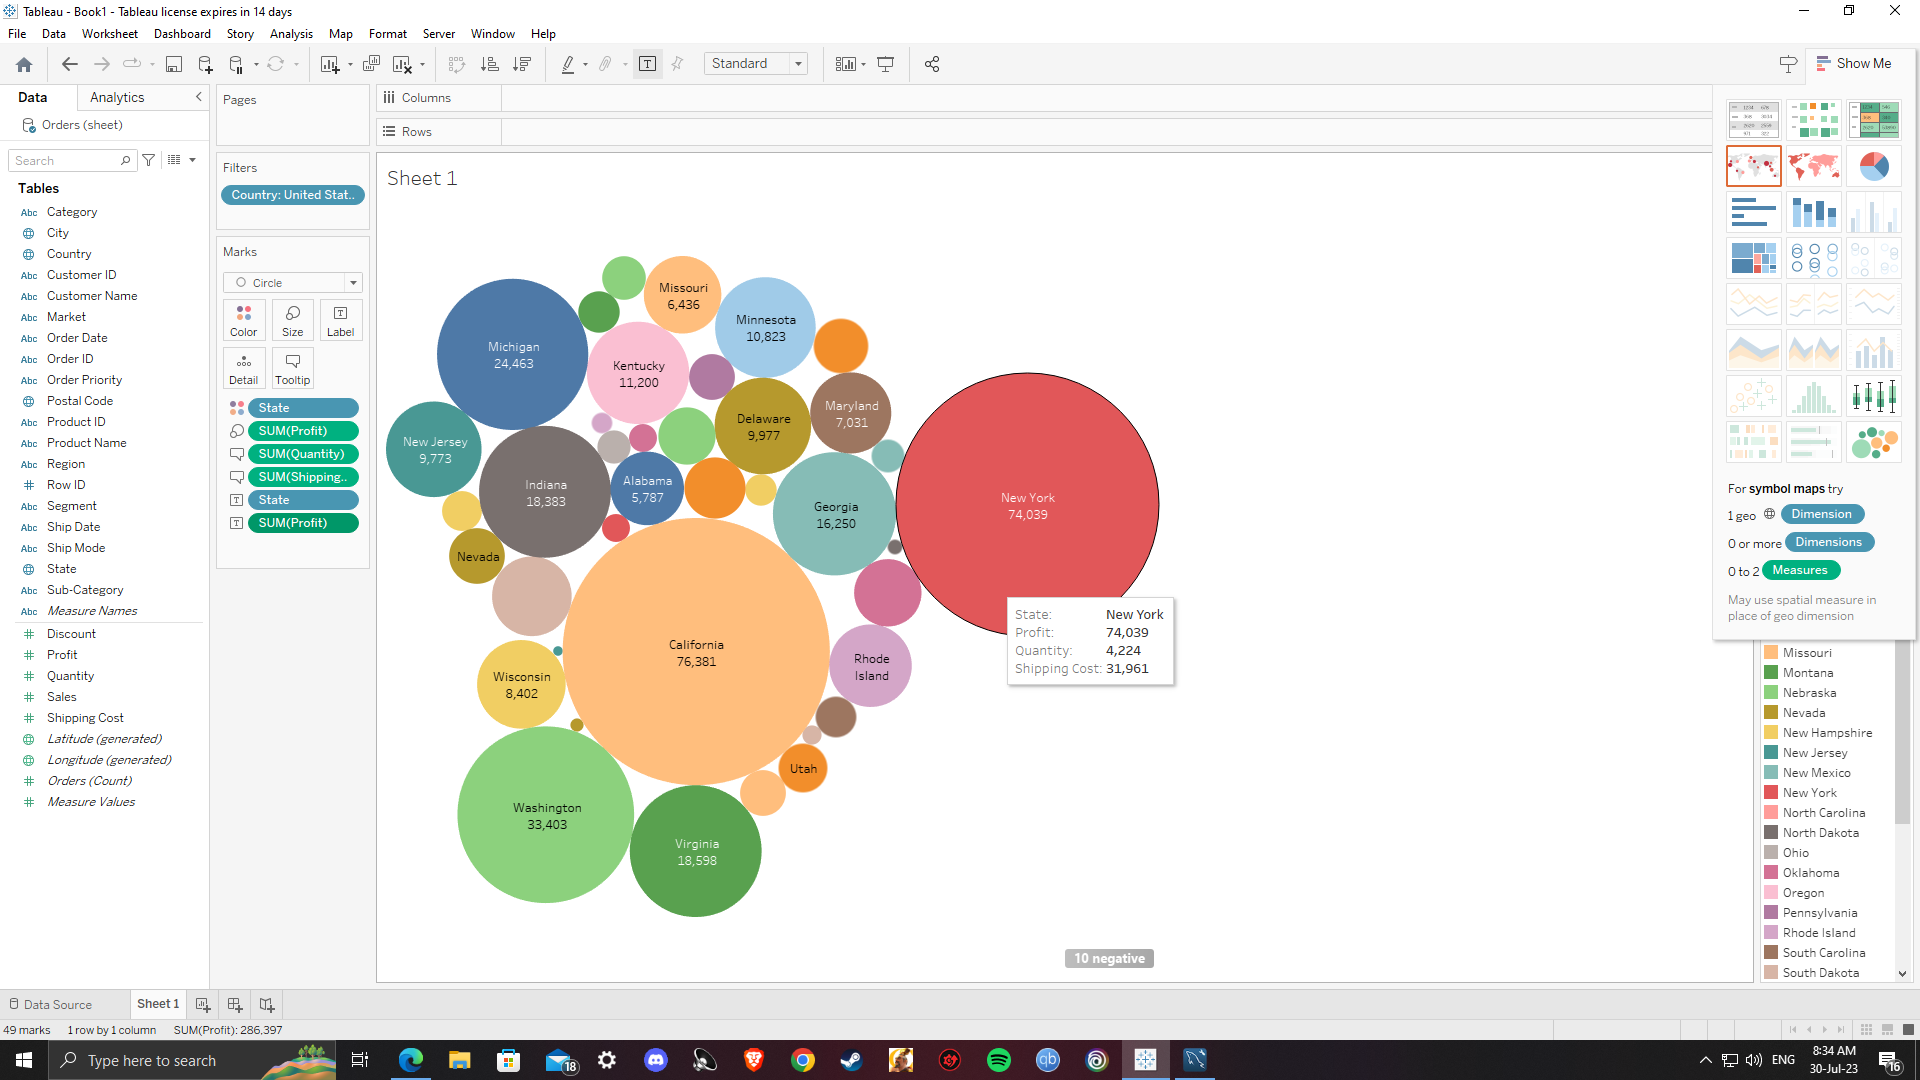 Tableau - Book1 - Tableau license expires in 14 days
File Data Worksheet Dashboard Story Analysis Map Format Server Window Help
Standard
Show Me
Data Analytics
Orders (sheet)
Search
Tables
Abc Category
City
Country
Abc Customer ID
Abc Customer Name
Abc Market
Abc Order Date
Abc Order ID
Abc Order Priority
Postal Code
Abc Product ID
Abc Product Name
Abc Region
Row ID
Abc Segment
Abc Ship Date
Abc Ship Mode
State
Abc Sub-Category
Abc Measure Names
Discount
Profit
Quantity
Sales
Shipping Cost
Latitude (generated)
Longitude (generated)
Orders (Count)
Measure Values
Pages
Filters
Country: United Stat..
Marks
Circle
Color Size Label
Detail Tooltip
State
SUM(Profit)
SUM(Quantity)
SUM(Shipping..
State
SUM(Profit)
Columns
Rows
Sheet 1
Missouri
6,436
Minnesota
10,823
Michigan
24,463
Kentucky
11,200
Maryland
7,031
Delaware
9,977
New Jersey
9,773
Indiana
18,383
Alabama
5,787
Georgia
16,250
New York
74,039
Nevada
California
76,381
Rhode
Island
Wisconsin
8,402
Utah
Washington
33,403
Virginia
18,598
State: New York
Profit: 74,039
Quantity: 4,224
Shipping Cost: 31,961
10 negative
For symbol maps try
1 geo Dimension
0 or more Dimensions
0 to 2 Measures
May use spatial measure in
place of geo dimension
Missouri
Montana
Nebraska
Nevada
New Hampshire
New Jersey
New Mexico
New York
North Carolina
North Dakota
Ohio
Oklahoma
Oregon
Pennsylvania
Rhode Island
South Carolina
South Dakota
Data Source Sheet 1
49 marks 1 row by 1 column SUM(Profit): 286,397
Type here to search
18
qb
ENG
8:34 AM
30-Jul-23
16